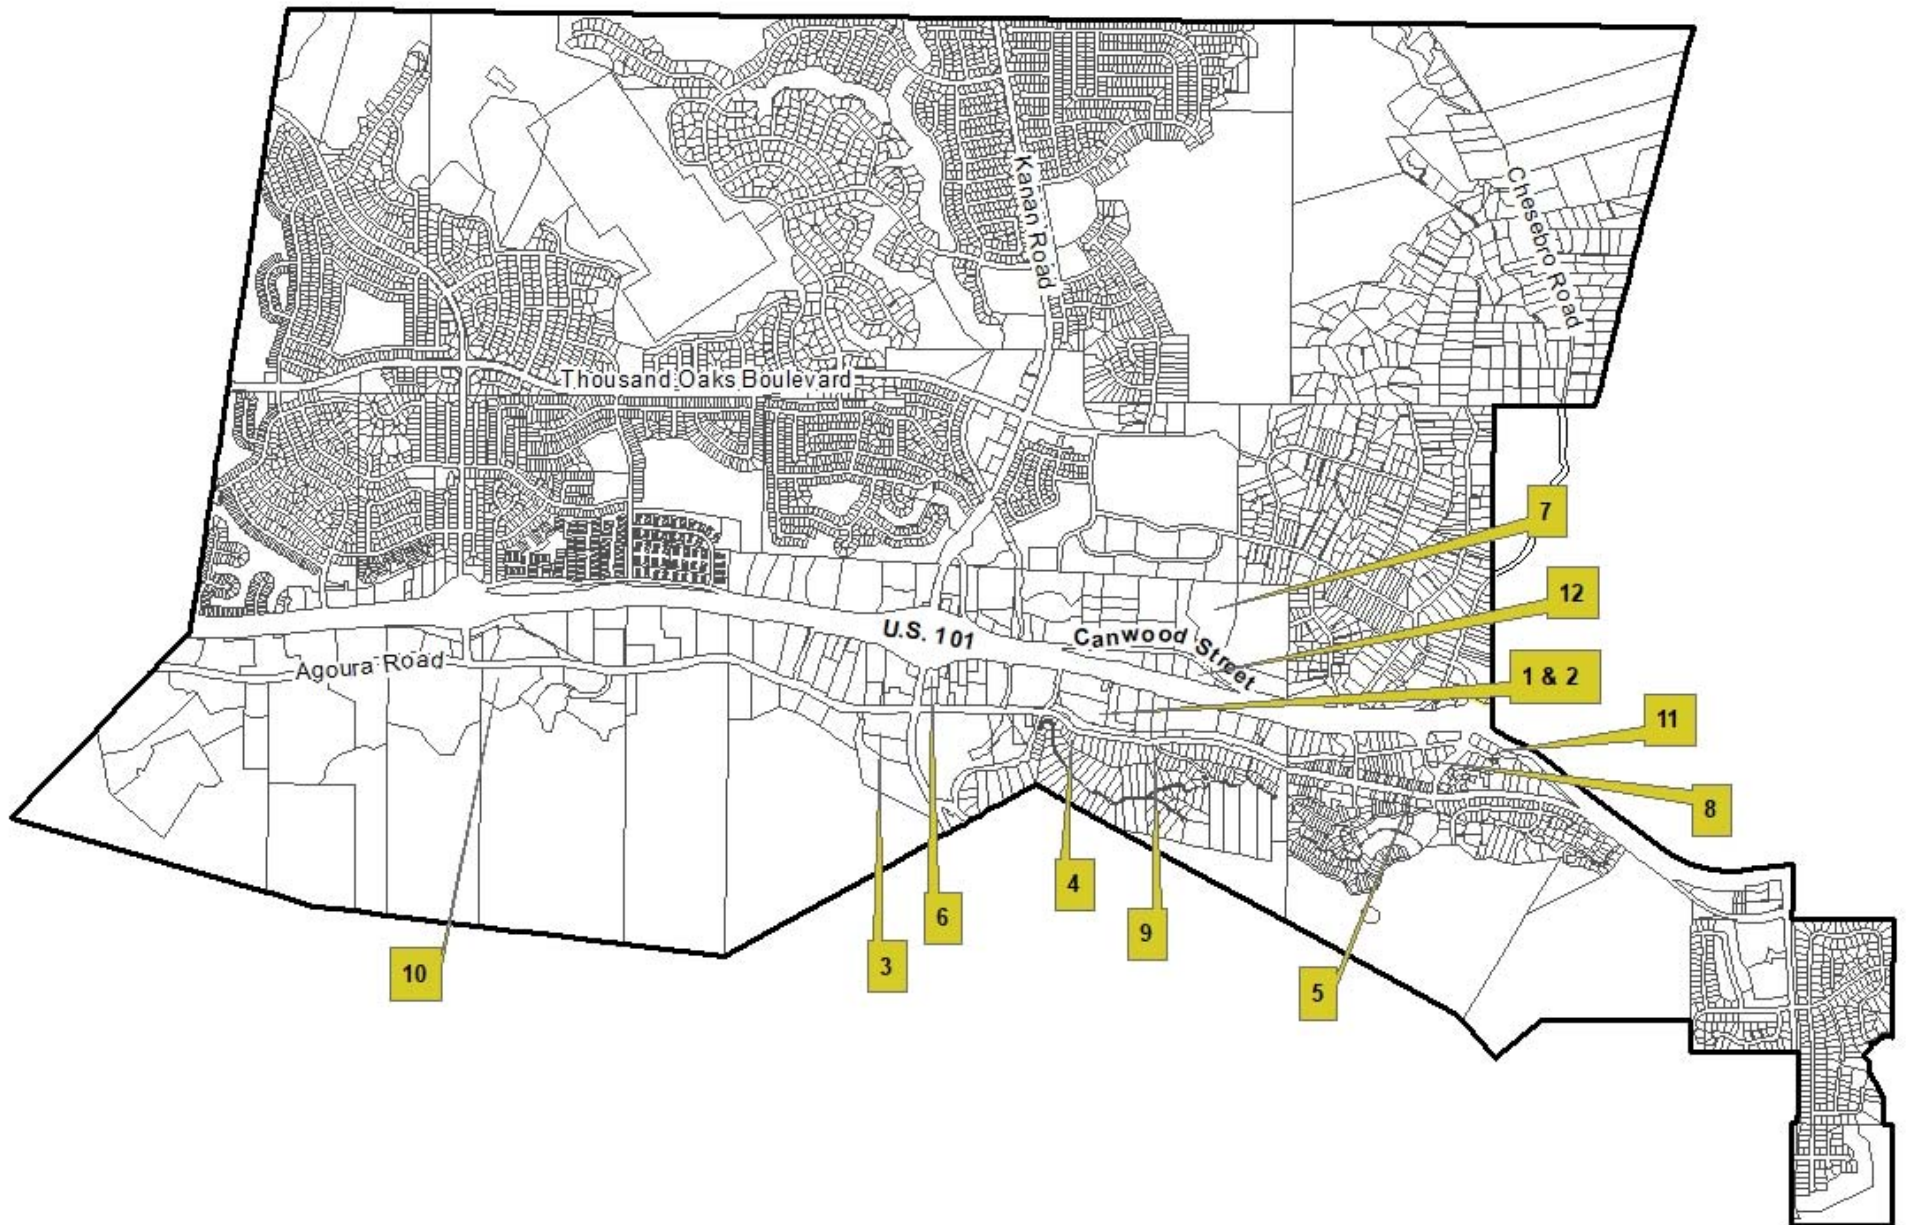 Kanan Road
Chesebro Road
Thousand Oaks Boulevard
7
12
U.S. 101
Canwood Street
Agoura Road
1 & 2
11
8
4
6
9
3
10
5